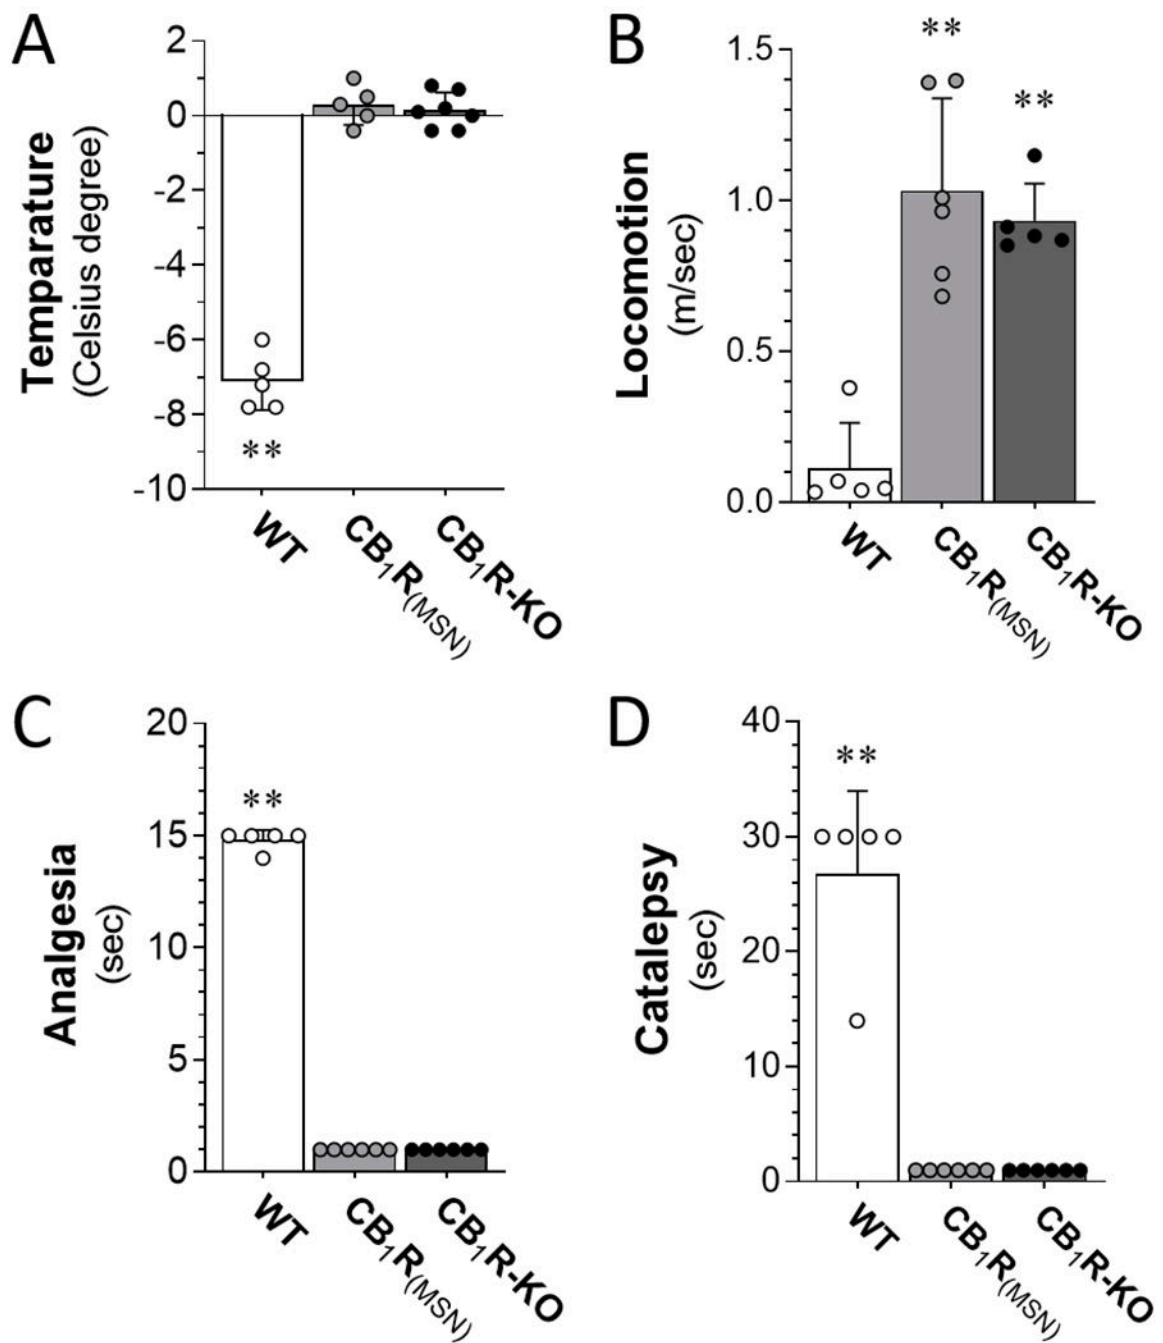 A
Temparature
(Celsius degree)
2
0
-2
-4
-6
-8
-10
**
WT
CB1R(MSN)
CB1R-KO
B
Locomotion
(m/sec)
1.5
1.0
0.5
0.0
**
**
WT
CB1R(MSN)
CB1R-KO
C
Analgesia
(sec)
20
15
10
5
0
**
WT
CB1R(MSN)
CB1R-KO
D
Catalepsy
(sec)
40
30
20
10
0
**
WT
CB1R(MSN)
CB1R-KO